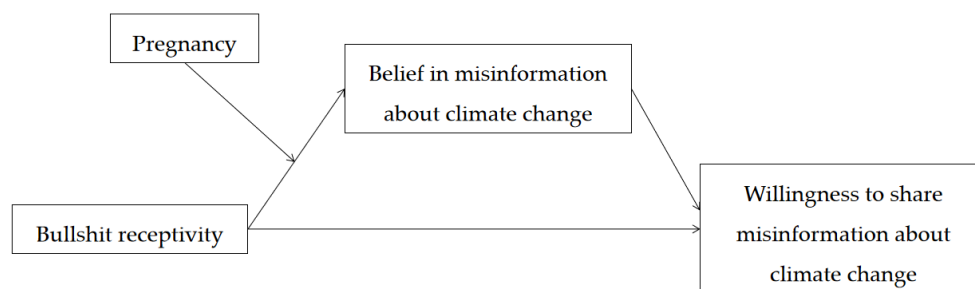 Pregnancy
Belief in misinformation
about climate change
Bullshit receptivity
Willingness to share
misinformation about
climate change